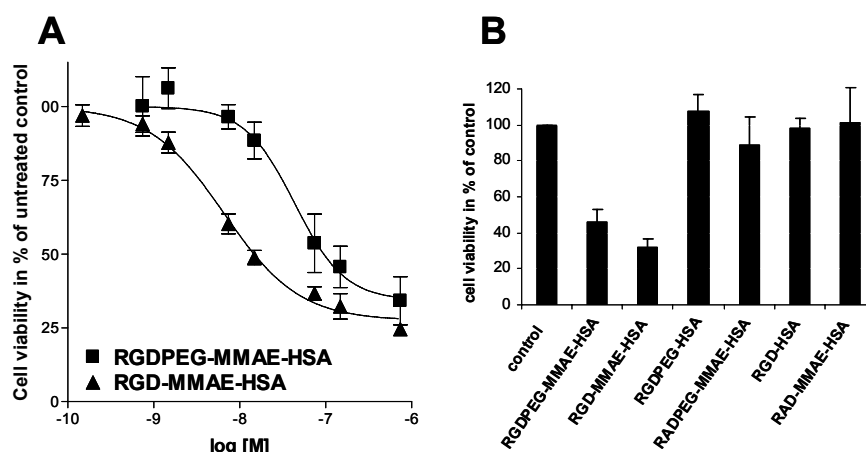 A
Cell viability in % of untreated control
00
75
50
25
0
-10 -9 -8 -7 -6
log [M]
RGDPEG-MMAE-HSA
RGD-MMAE-HSA
B
cell viability in % of control
120
100
80
60
40
20
0
control
RGDPEG-MMAE-HSA
RGD-MMAE-HSA
RGDPEG-HSA
RADPEG-MMAE-HSA
RGD-HSA
RAD-MMAE-HSA